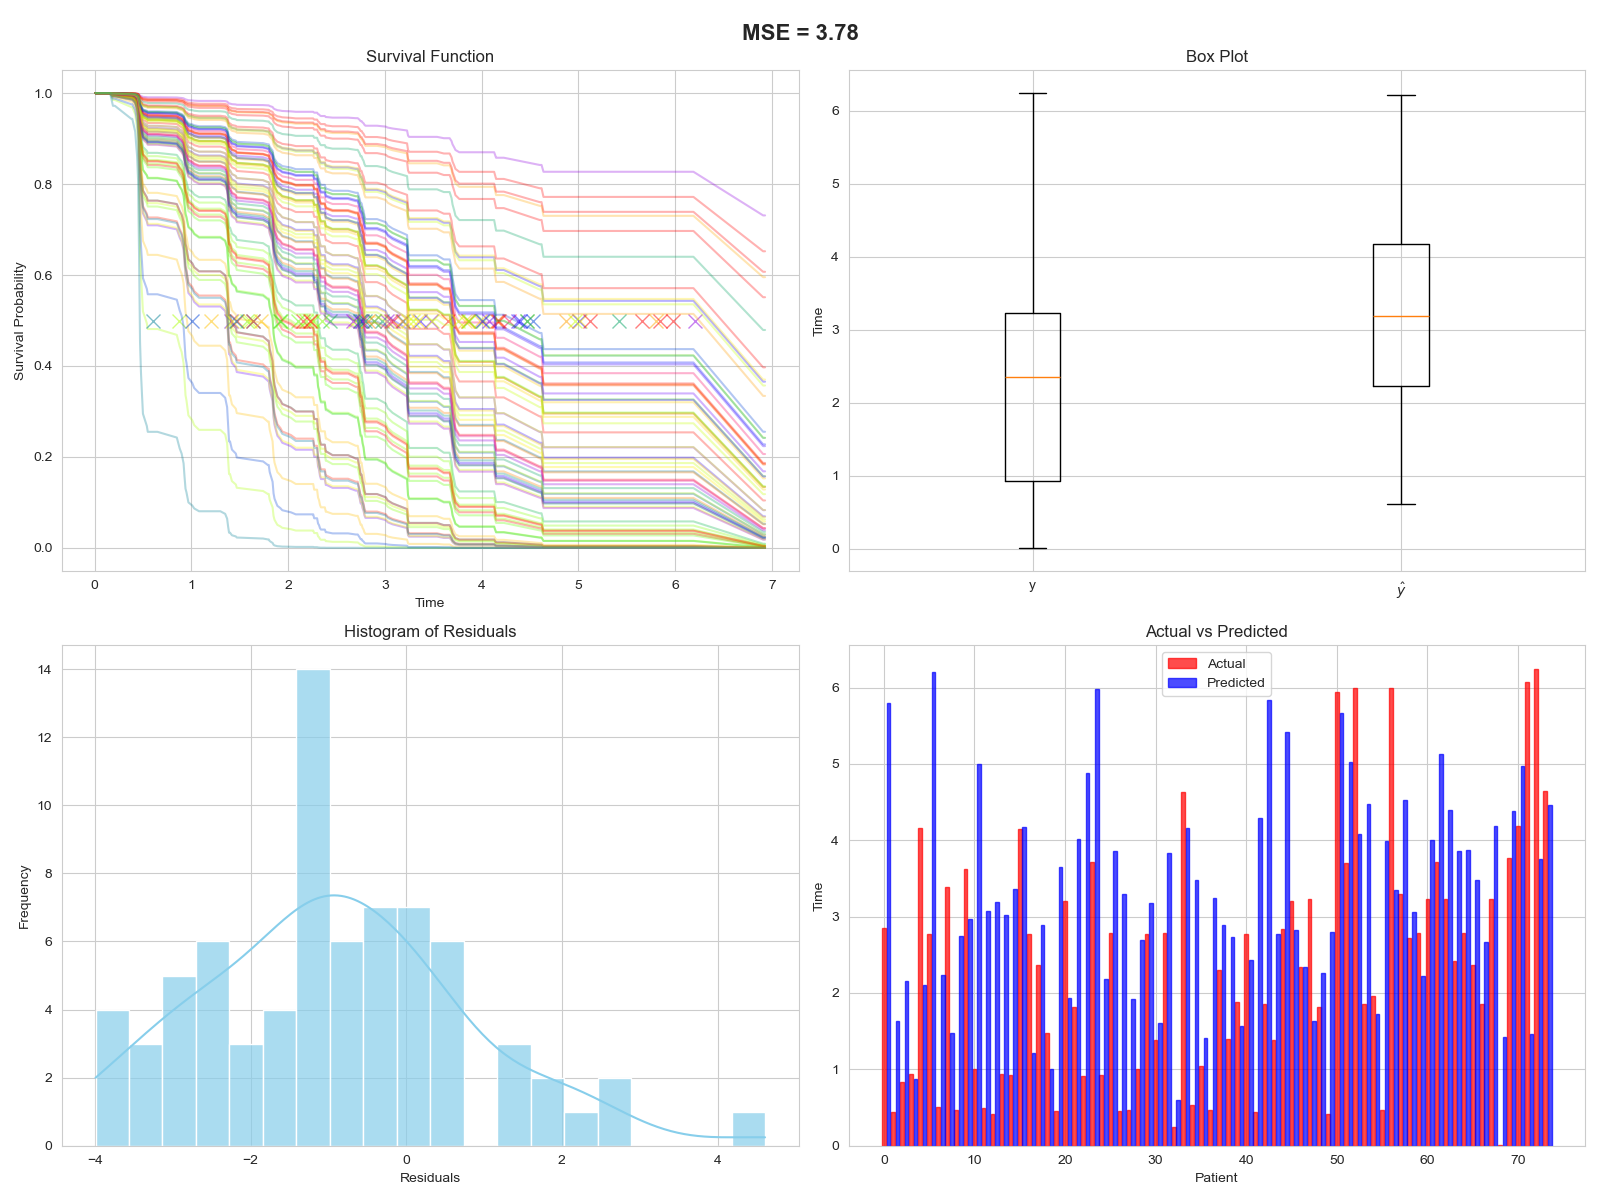 MSE = 3.78
Survival Function
Survival Probability
1.0
0.8
0.6
0.4
0.2
0.0
0 1 2 3 4 5 6 7
Time
Box Plot
Time
6
5
4
3
2
1
0
y ŷ
Histogram of Residuals
Frequency
14
12
10
8
6
4
2
0
−4 −2 0 2 4
Residuals
Actual vs Predicted
Actual
Predicted
Time
6
5
4
3
2
1
0
0 10 20 30 40 50 60 70
Patient